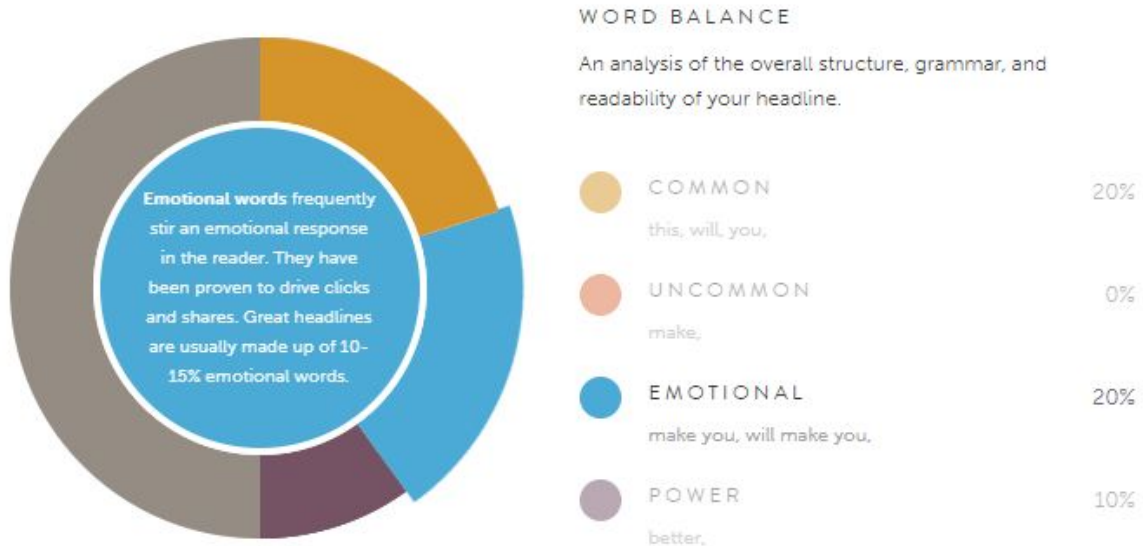 WORD BALANCE
An analysis of the overall structure, grammar, and
readability of your headline.
Emotional words frequently
stir an emotional response
in the reader. They have
been proven to drive clicks
and shares. Great headlines
are usually made up of 10-
15% emotional words.
COMMON 20%
this, will, you,
UNCOMMON 0%
make,
EMOTIONAL 20%
make you, will make you,
POWER 10%
better,